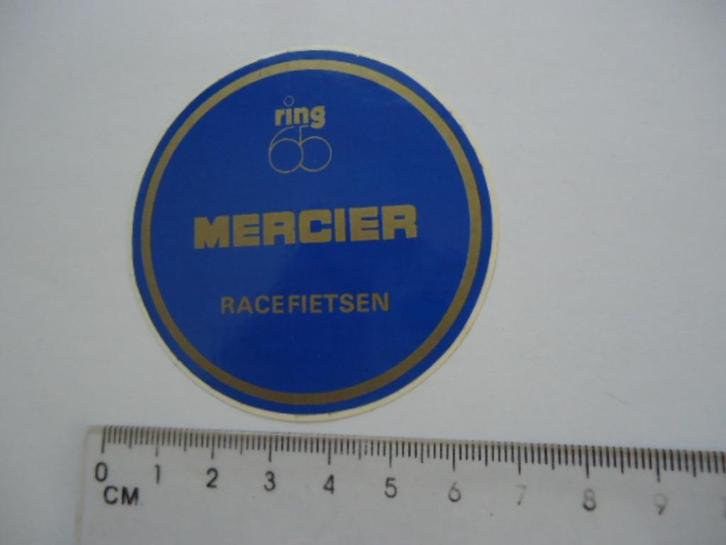 ring
65
MERCIER
RACEFIETSEN
0 1 2 3 4 5 6 7 8 9
CM